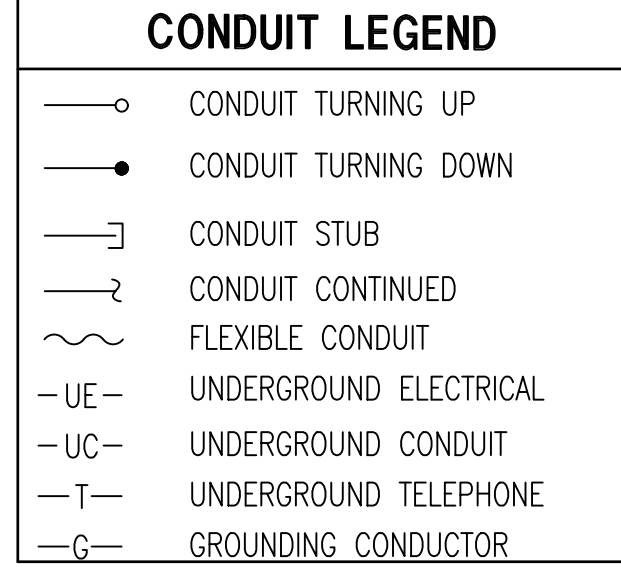 CONDUIT LEGEND
CONDUIT TURNING UP
CONDUIT TURNING DOWN
CONDUIT STUB
CONDUIT CONTINUED
FLEXIBLE CONDUIT
UE UNDERGROUND ELECTRICAL
UC UNDERGROUND CONDUIT
T UNDERGROUND TELEPHONE
G GROUNDING CONDUCTOR